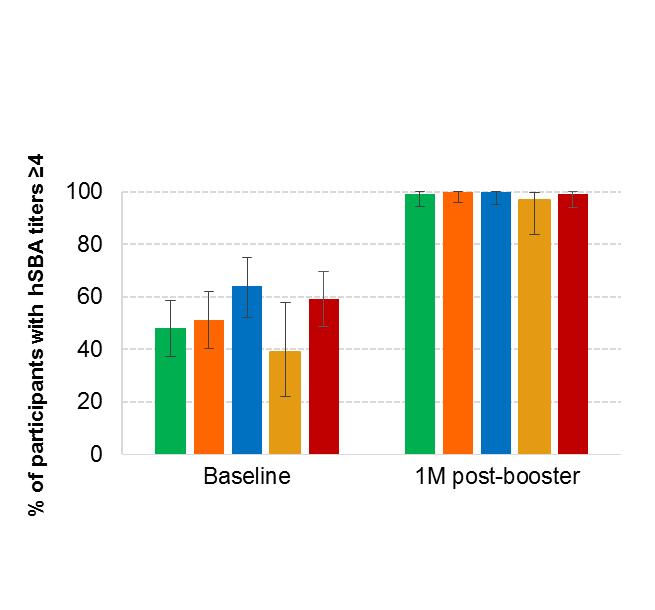 % of participants with hSBA titers ≥4
100
80
60
40
20
0
Baseline
1M post-booster